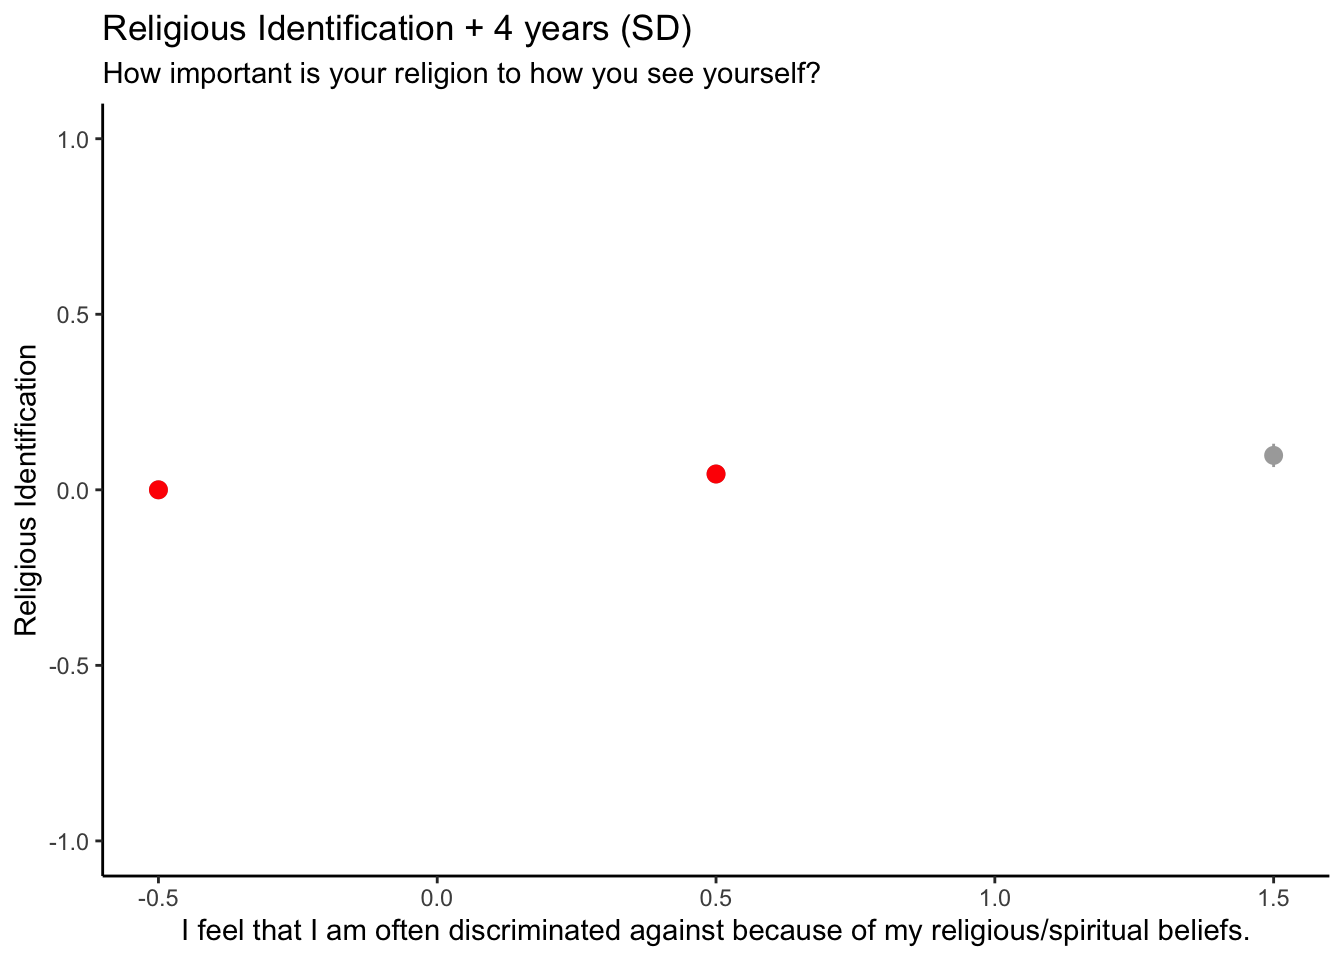 Religious Identification + 4 years (SD)
How important is your religion to how you see yourself?
Religious Identification
1.0
0.5
0.0
-0.5
-1.0
-0.5 0.0 0.5 1.0 1.5
I feel that I am often discriminated against because of my religious/spiritual beliefs.